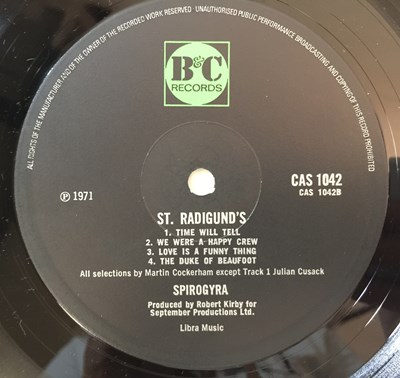 ALL RIGHTS OF THE MANUFACTURER AND OF THE OWNER OF THE RECORDED WORK RESERVED · UNAUTHORISED PUBLIC PERFORMANCE BROADCASTING AND COPYING OF THIS RECORD PROHIBITED
B&C
RECORDS
CAS 1042
CAS 1042B
℗ 1971
ST. RADIGUND'S
1. TIME WILL TELL
2. WE WERE A HAPPY CREW
3. LOVE IS A FUNNY THING
4. THE DUKE OF BEAUFOOT
All selections by Martin Cockerham except Track 1 Julian Cusack
SPIROGYRA
Produced by Robert Kirby for
September Productions Ltd.
Libra Music